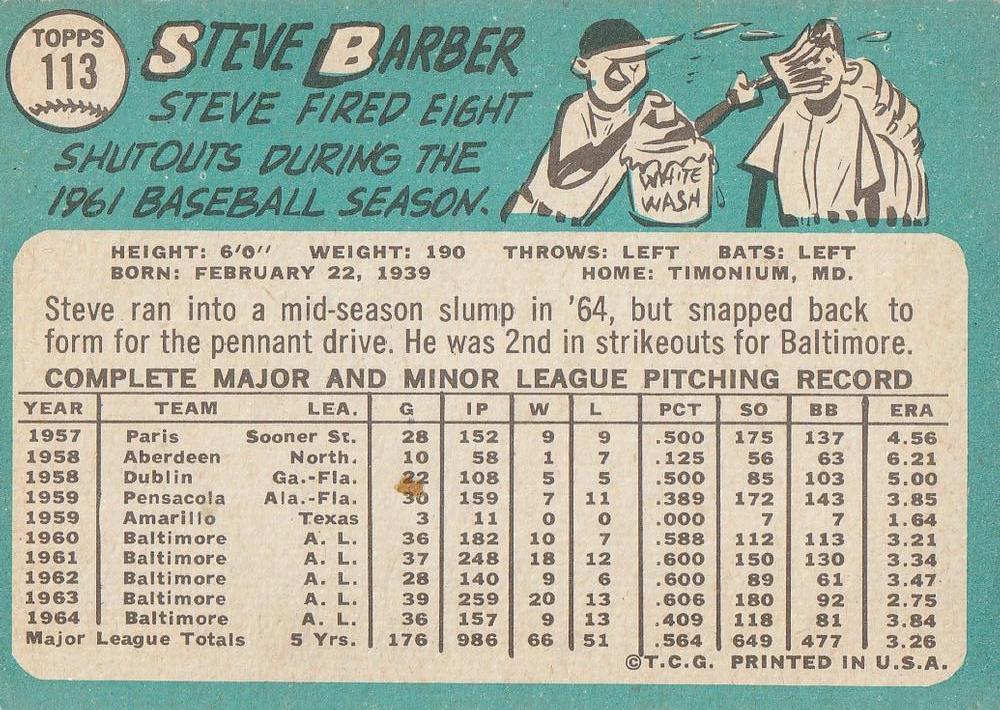 TOPPS
113
STEVE BARBER
STEVE FIRED EIGHT
SHUTOUTS DURING THE
1961 BASEBALL SEASON.
WHITE
WASH
HEIGHT: 6'0" WEIGHT: 190 THROWS: LEFT BATS: LEFT
BORN: FEBRUARY 22, 1939 HOME: TIMONIUM, MD.
Steve ran into a mid-season slump in '64, but snapped back to
form for the pennant drive. He was 2nd in strikeouts for Baltimore.
COMPLETE MAJOR AND MINOR LEAGUE PITCHING RECORD
YEAR TEAM LEA. G IP W L PCT SO BB ERA
1957 Paris Sooner St. 28 152 9 9 .500 175 137 4.56
1958 Aberdeen North. 10 58 1 7 .125 56 63 6.21
1958 Dublin Ga.-Fla. 22 108 5 5 .500 85 103 5.00
1959 Pensacola Ala.-Fla. 30 159 7 11 .389 172 143 3.85
1959 Amarillo Texas 3 11 0 0 .000 7 7 1.64
1960 Baltimore A. L. 36 182 10 7 .588 112 113 3.21
1961 Baltimore A. L. 37 248 18 12 .600 150 130 3.34
1962 Baltimore A. L. 28 140 9 6 .600 89 61 3.47
1963 Baltimore A. L. 39 259 20 13 .606 180 92 2.75
1964 Baltimore A. L. 36 157 9 13 .409 118 81 3.84
Major League Totals 5 Yrs. 176 986 66 51 .564 649 477 3.26
©T.C.G. PRINTED IN U.S.A.